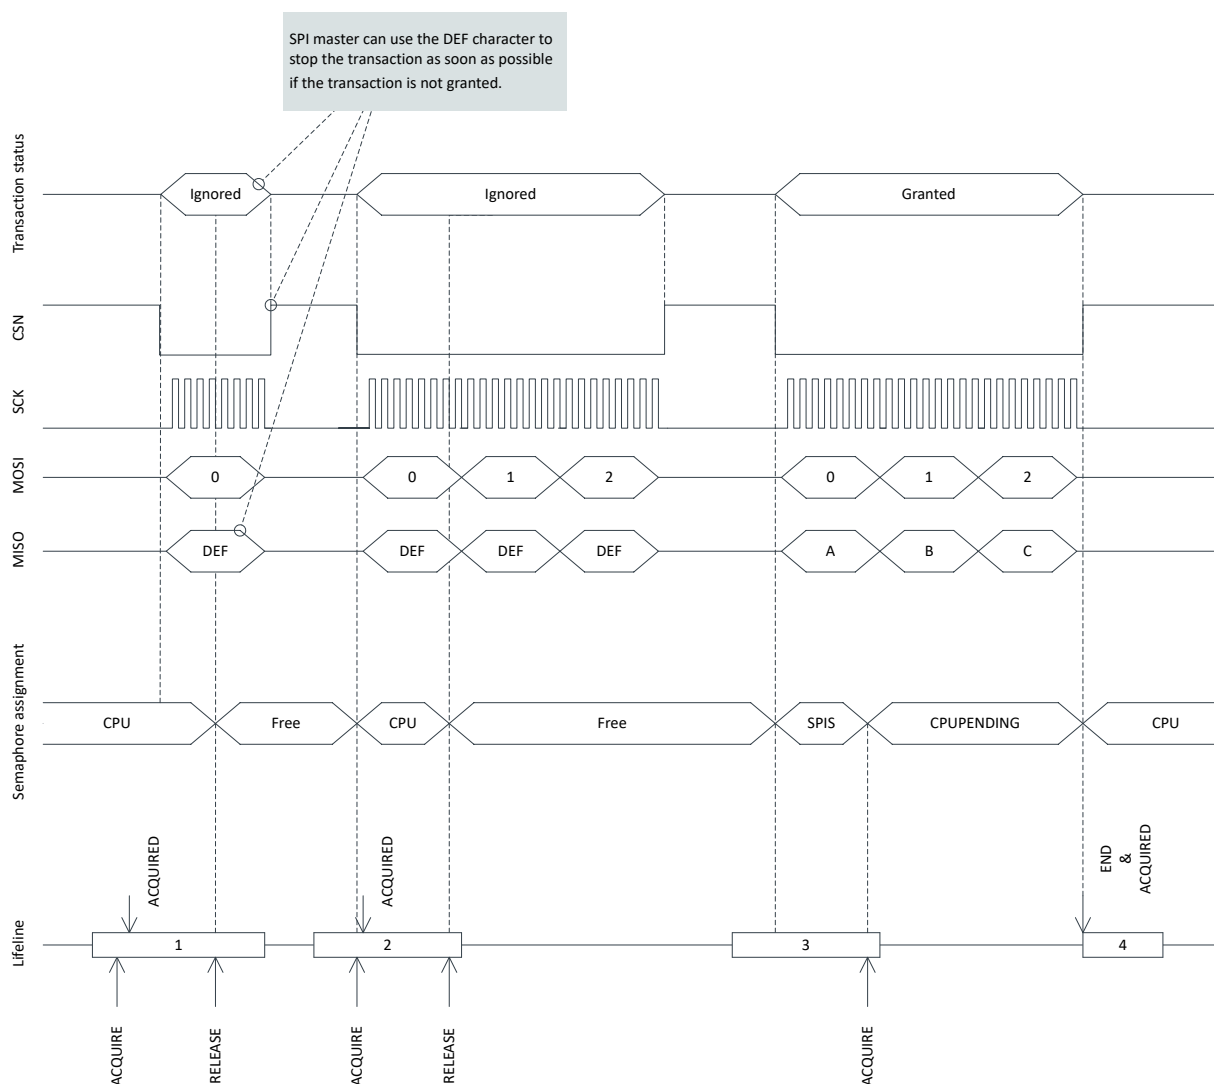 SPI master can use the DEF character to
stop the transaction as soon as possible
if the transaction is not granted.
Transaction status
Ignored
Ignored
Granted
CSN
SCK
MOSI
0
0
1
2
0
1
2
MISO
DEF
DEF
DEF
DEF
A
B
C
Semaphore assignment
CPU
Free
CPU
Free
SPIS
CPUPENDING
CPU
ACQUIRED
ACQUIRED
END
&
ACQUIRED
Lifeline
1
2
3
4
ACQUIRE
RELEASE
ACQUIRE
RELEASE
ACQUIRE